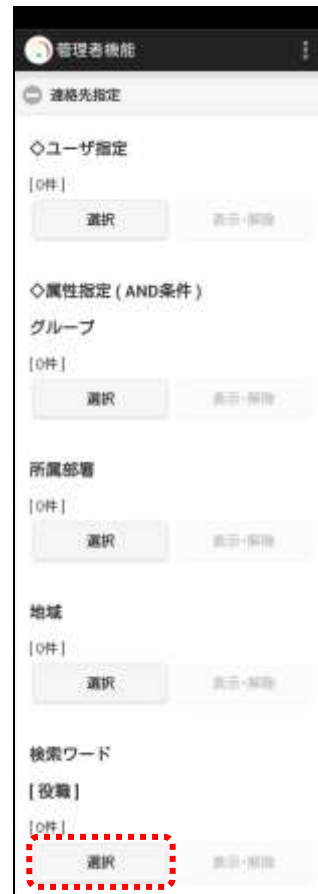 管理者機能
連絡先指定
◇ユーザ指定
[0件]
選択 表示・解除
◇属性指定 ( AND条件 )
グループ
[0件]
選択 表示・解除
所属部署
[0件]
選択 表示・解除
地域
[0件]
選択 表示・解除
検索ワード
[役職]
[0件]
選択 表示・解除